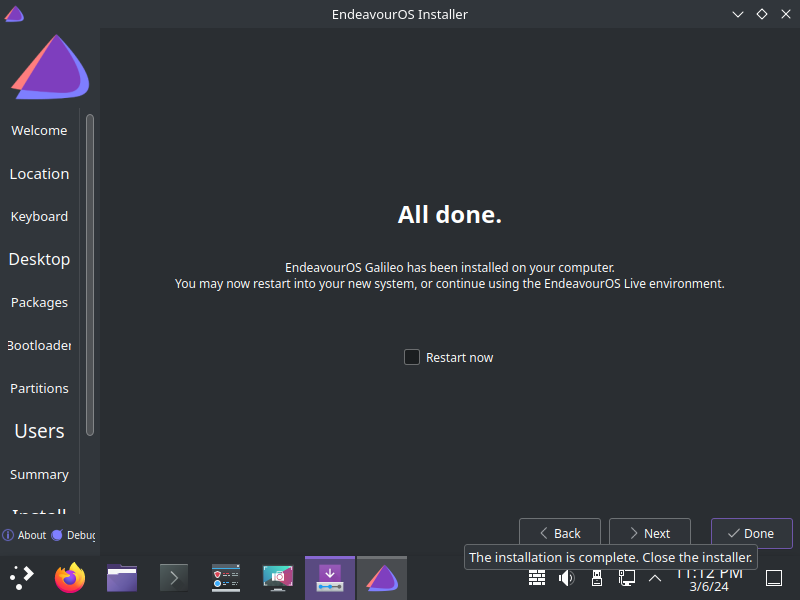 EndeavourOS Installer
Welcome
Location
Keyboard
Desktop
Packages
Bootloader
Partitions
Users
Summary
Install
About
Debug
All done.
EndeavourOS Galileo has been installed on your computer.
You may now restart into your new system, or continue using the EndeavourOS Live environment.
Restart now
Back
Next
Done
The installation is complete. Close the installer.
11:12 PM
3/6/24